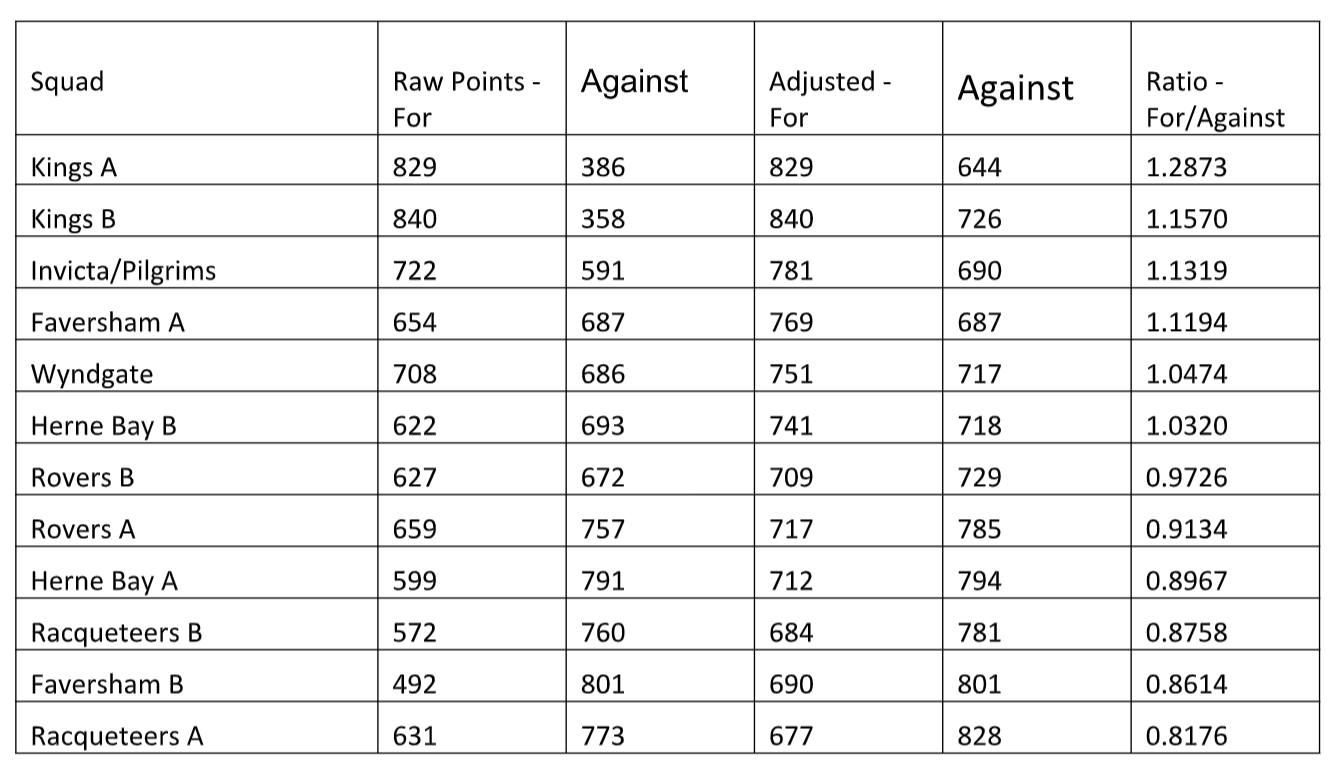 Squad Raw Points - For Against Adjusted - For Against Ratio - For/Against
Kings A 829 386 829 644 1.2873
Kings B 840 358 840 726 1.1570
Invicta/Pilgrims 722 591 781 690 1.1319
Faversham A 654 687 769 687 1.1194
Wyndgate 708 686 751 717 1.0474
Herne Bay B 622 693 741 718 1.0320
Rovers B 627 672 709 729 0.9726
Rovers A 659 757 717 785 0.9134
Herne Bay A 599 791 712 794 0.8967
Racqueteers B 572 760 684 781 0.8758
Faversham B 492 801 690 801 0.8614
Racqueteers A 631 773 677 828 0.8176